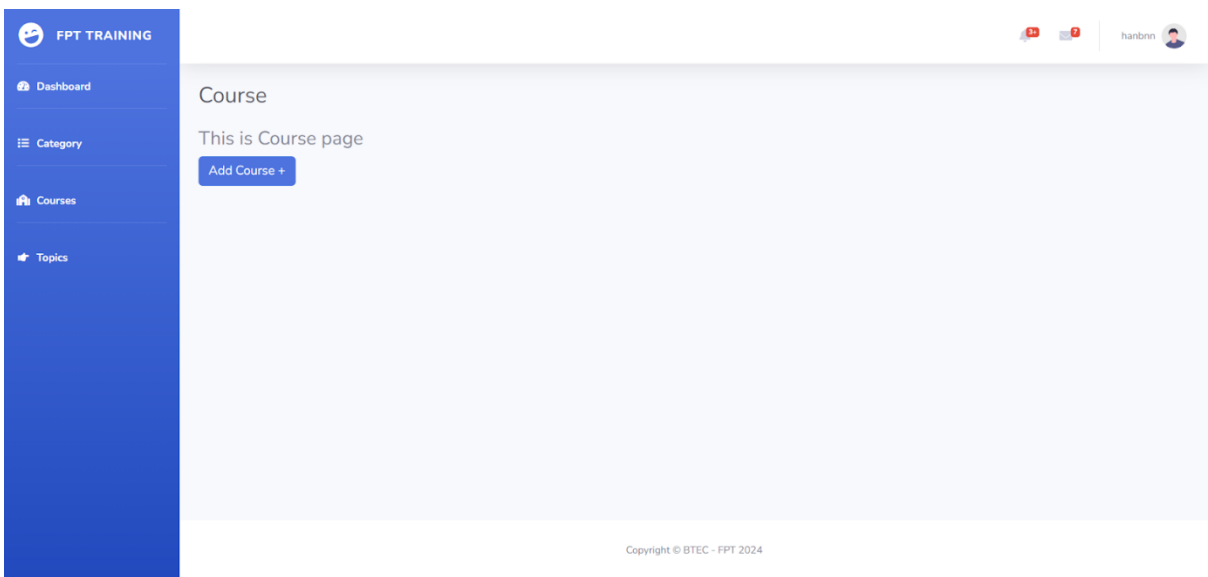 FPT TRAINING
3+
7
hanbnn
Dashboard
Category
Courses
Topics
Course
This is Course page
Add Course +
Copyright © BTEC - FPT 2024